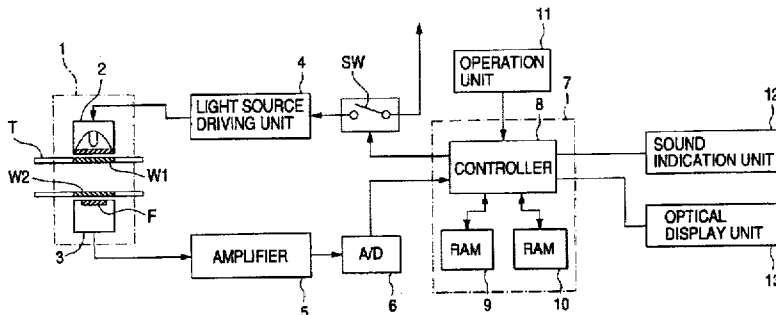 1
2
T
W2
W1
F
3
4
LIGHT SOURCE
DRIVING UNIT
SW
11
OPERATION
UNIT
7
8
CONTROLLER
RAM
RAM
9
10
AMPLIFIER
5
A/D
6
12
SOUND
INDICATION UNIT
OPTICAL
DISPLAY UNIT
13